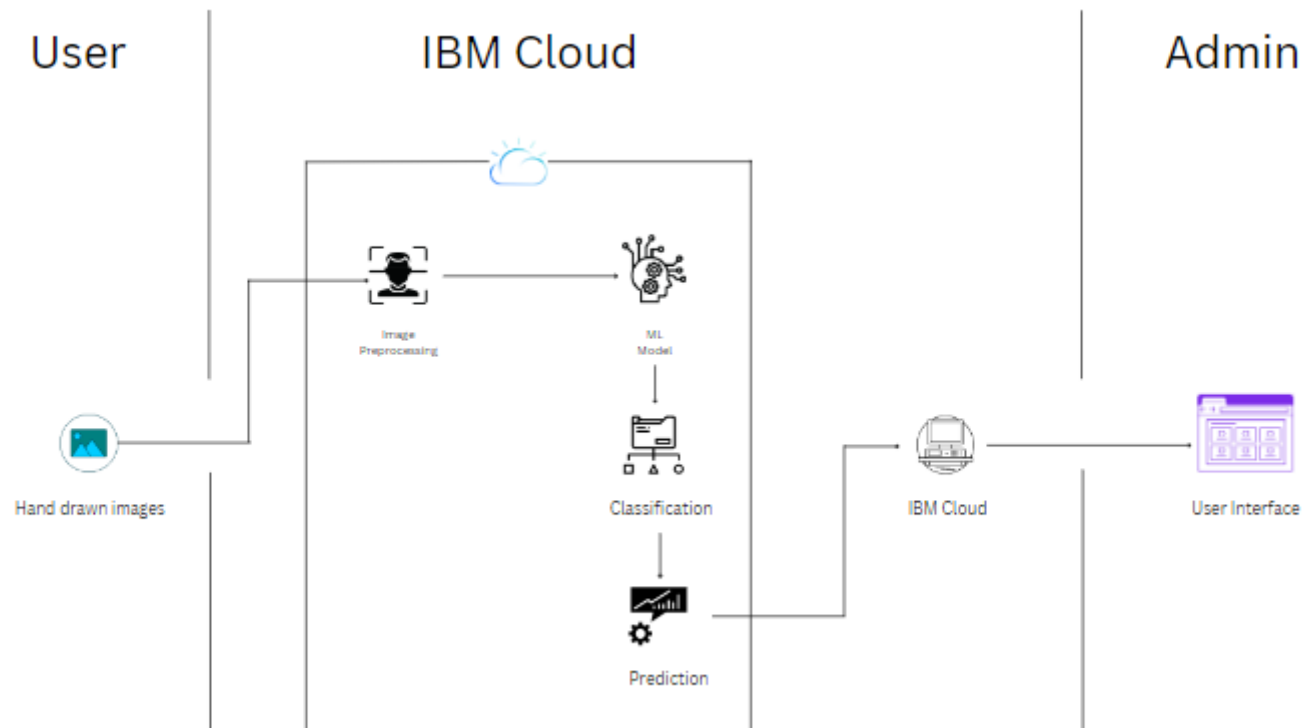 User
IBM Cloud
Admin
Image
Preprocessing
ML
Model
Hand drawn images
Classification
IBM Cloud
User Interface
Prediction